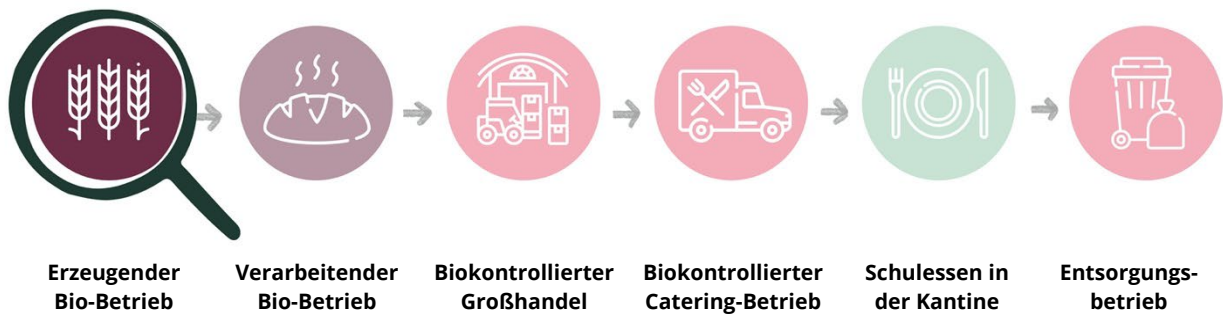 Erzeugender
Bio-Betrieb
Verarbeitender
Bio-Betrieb
Biokontrollierter
Großhandel
Biokontrollierter
Catering-Betrieb
Schulessen in
der Kantine
Entsorgungs-
betrieb